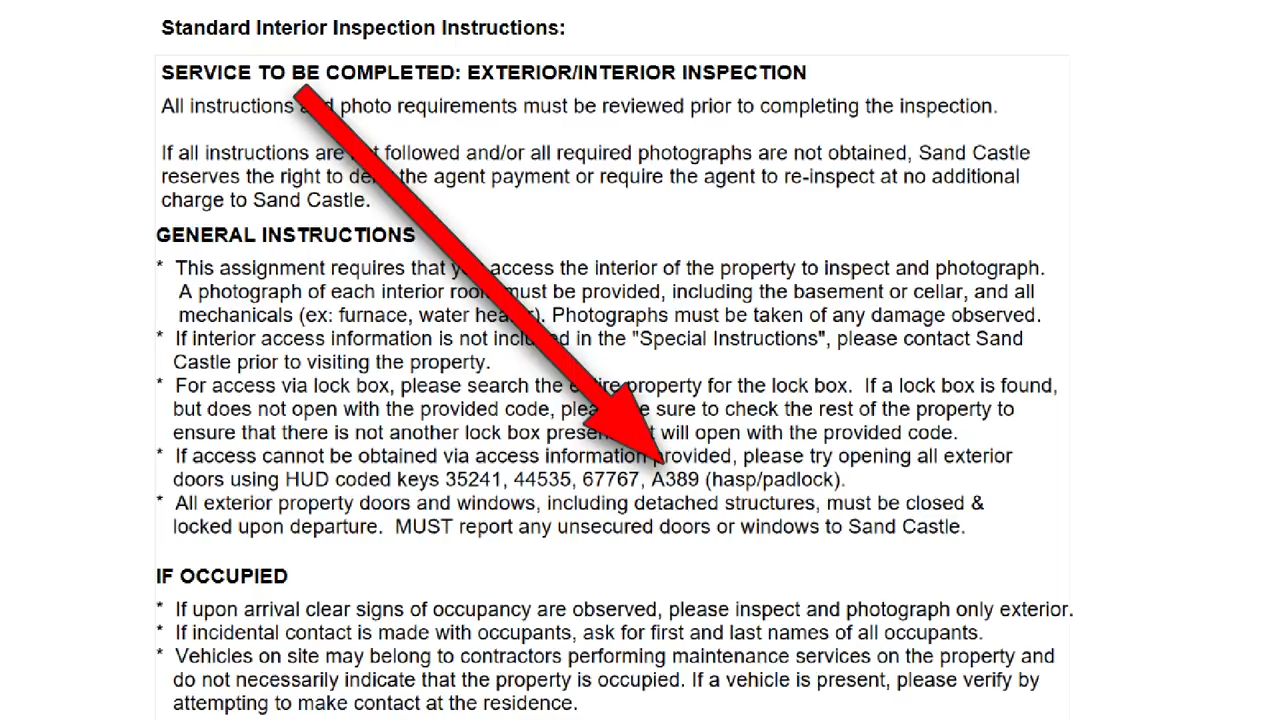 Standard Interior Inspection Instructions:
SERVICE TO BE COMPLETED: EXTERIOR/INTERIOR INSPECTION
All instructions photo requirements must be reviewed prior to completing the inspection.
If all instructions are followed and/or all required photographs are not obtained, Sand Castle
reserves the right to the agent payment or require the agent to re-inspect at no additional
charge to Sand Castle.
GENERAL INSTRUCTIONS
* This assignment requires that you access the interior of the property to inspect and photograph.
A photograph of each interior room must be provided, including the basement or cellar, and all
mechanicals (ex: furnace, water heater). Photographs must be taken of any damage observed.
* If interior access information is not included in the "Special Instructions", please contact Sand
Castle prior to visiting the property.
* For access via lock box, please search the entire property for the lock box. If a lock box is found,
but does not open with the provided code, please sure to check the rest of the property to
ensure that there is not another lock box present will open with the provided code.
* If access cannot be obtained via access information provided, please try opening all exterior
doors using HUD coded keys 35241, 44535, 67767, A389 (hasp/padlock).
* All exterior property doors and windows, including detached structures, must be closed &
locked upon departure. MUST report any unsecured doors or windows to Sand Castle.
IF OCCUPIED
* If upon arrival clear signs of occupancy are observed, please inspect and photograph only exterior.
* If incidental contact is made with occupants, ask for first and last names of all occupants.
* Vehicles on site may belong to contractors performing maintenance services on the property and
do not necessarily indicate that the property is occupied. If a vehicle is present, please verify by
attempting to make contact at the residence.